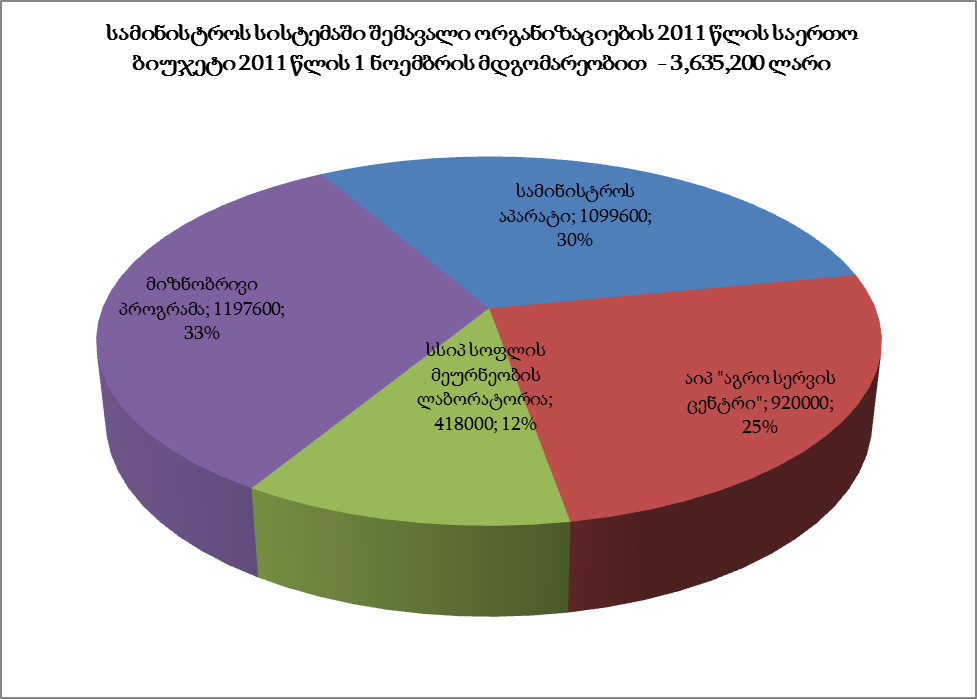 სამინისტროს სისტემაში შემავალი ორგანიზაციების 2011 წლის საერთო
ბიუჯეტი 2011 წლის 1 ნოემბრის მდგომარეობით - 3,635,200 ლარი
სამინისტროს
აპარატი; 1099600;
30%
მიზნობრივი
პროგრამა; 1197600;
33%
სსიპ სოფლის
მეურნეობის
ლაბორატორია;
418000; 12%
აიპ "აგრო სერვის
ცენტრი"; 920000;
25%